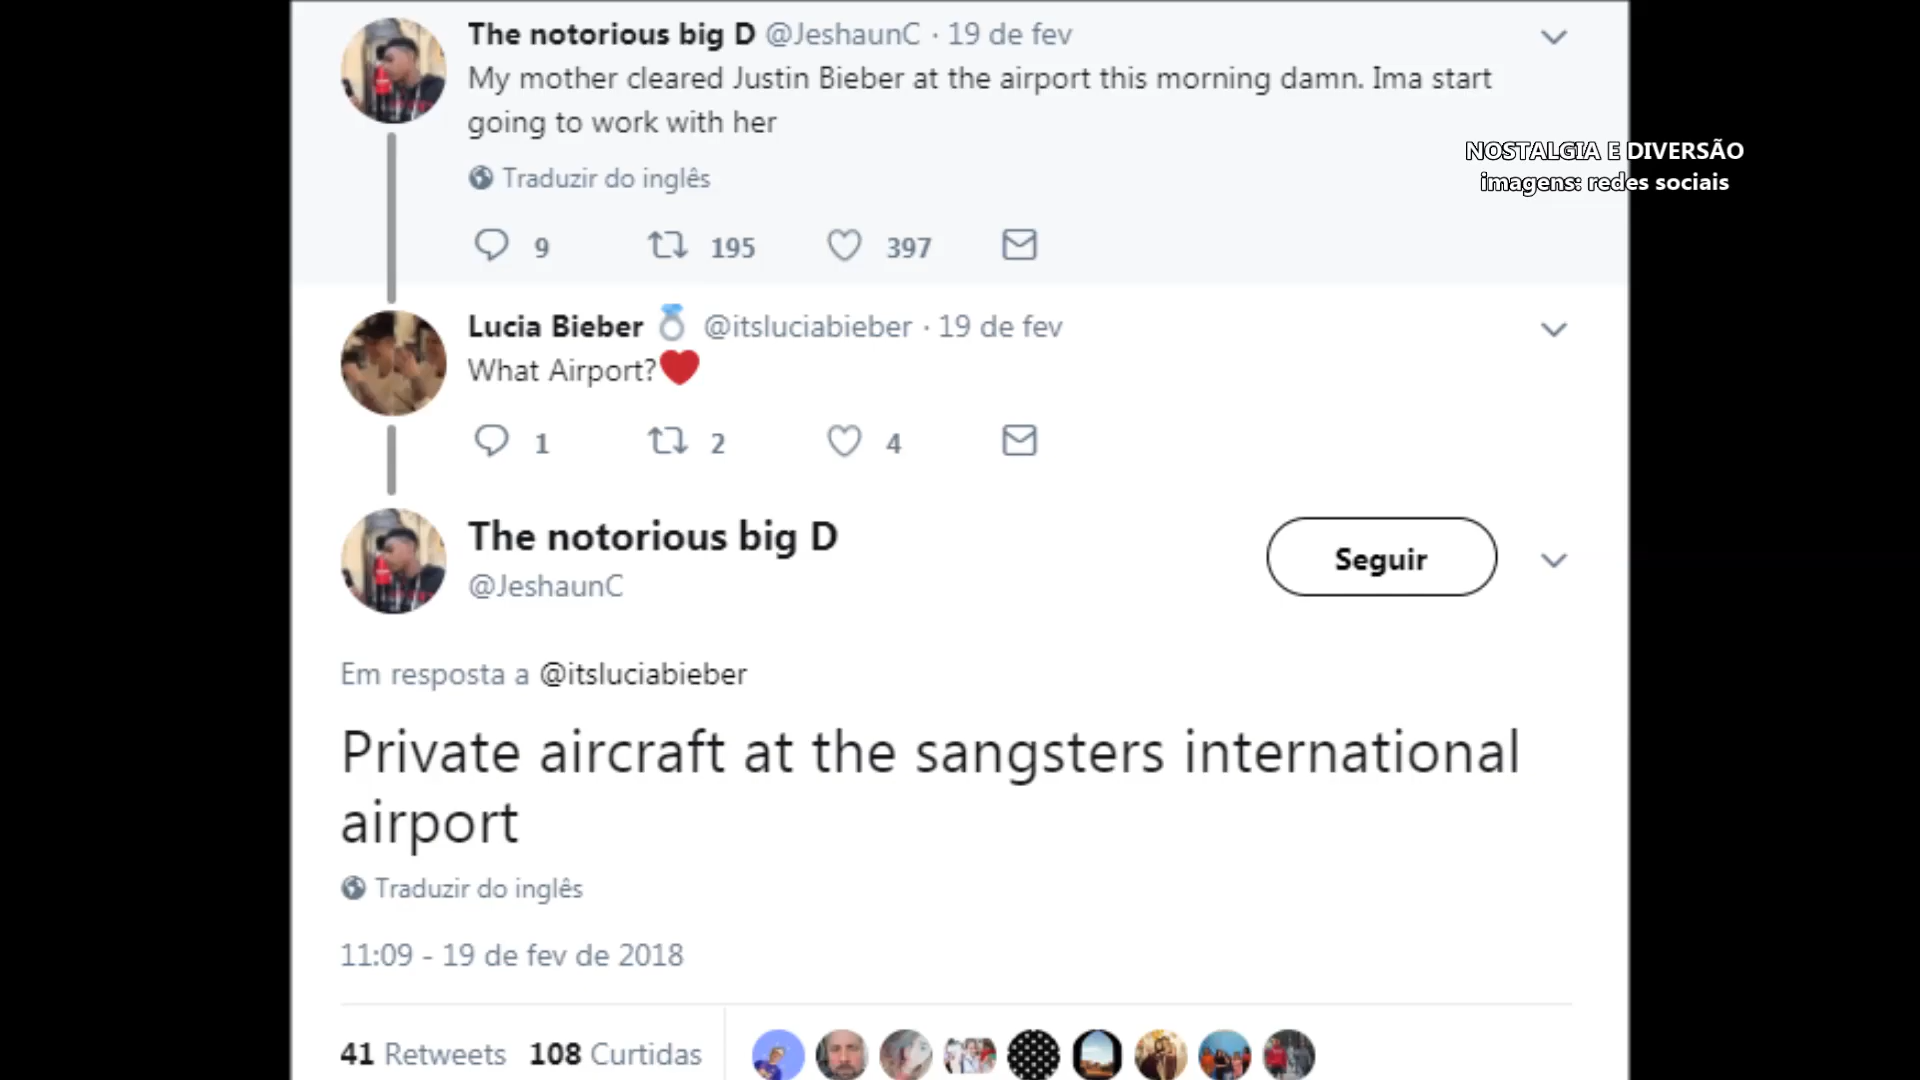 The notorious big D @JeshaunC · 19 de fev
My mother cleared Justin Bieber at the airport this morning damn. Ima start
going to work with her
NOSTALGIA E DIVERSÃO
imagens: redes sociais
Traduzir do inglês
9 195 397
Lucia Bieber 💍 @itsluciabieber · 19 de fev
What Airport?❤️
1 2 4
The notorious big D
@JeshaunC
Seguir
Em resposta a @itsluciabieber
Private aircraft at the sangsters international
airport
Traduzir do inglês
11:09 - 19 de fev de 2018
41 Retweets 108 Curtidas